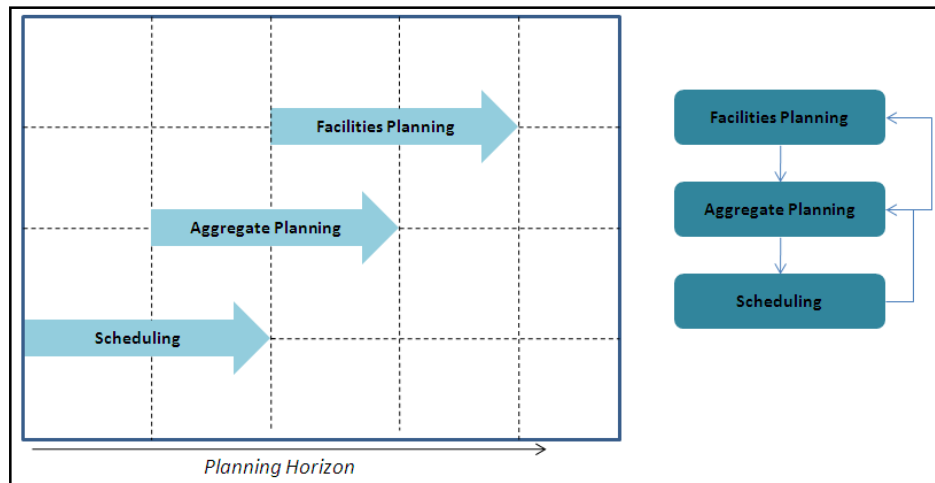 Facilities Planning
Aggregate Planning
Scheduling
Planning Horizon
Facilities Planning
Aggregate Planning
Scheduling